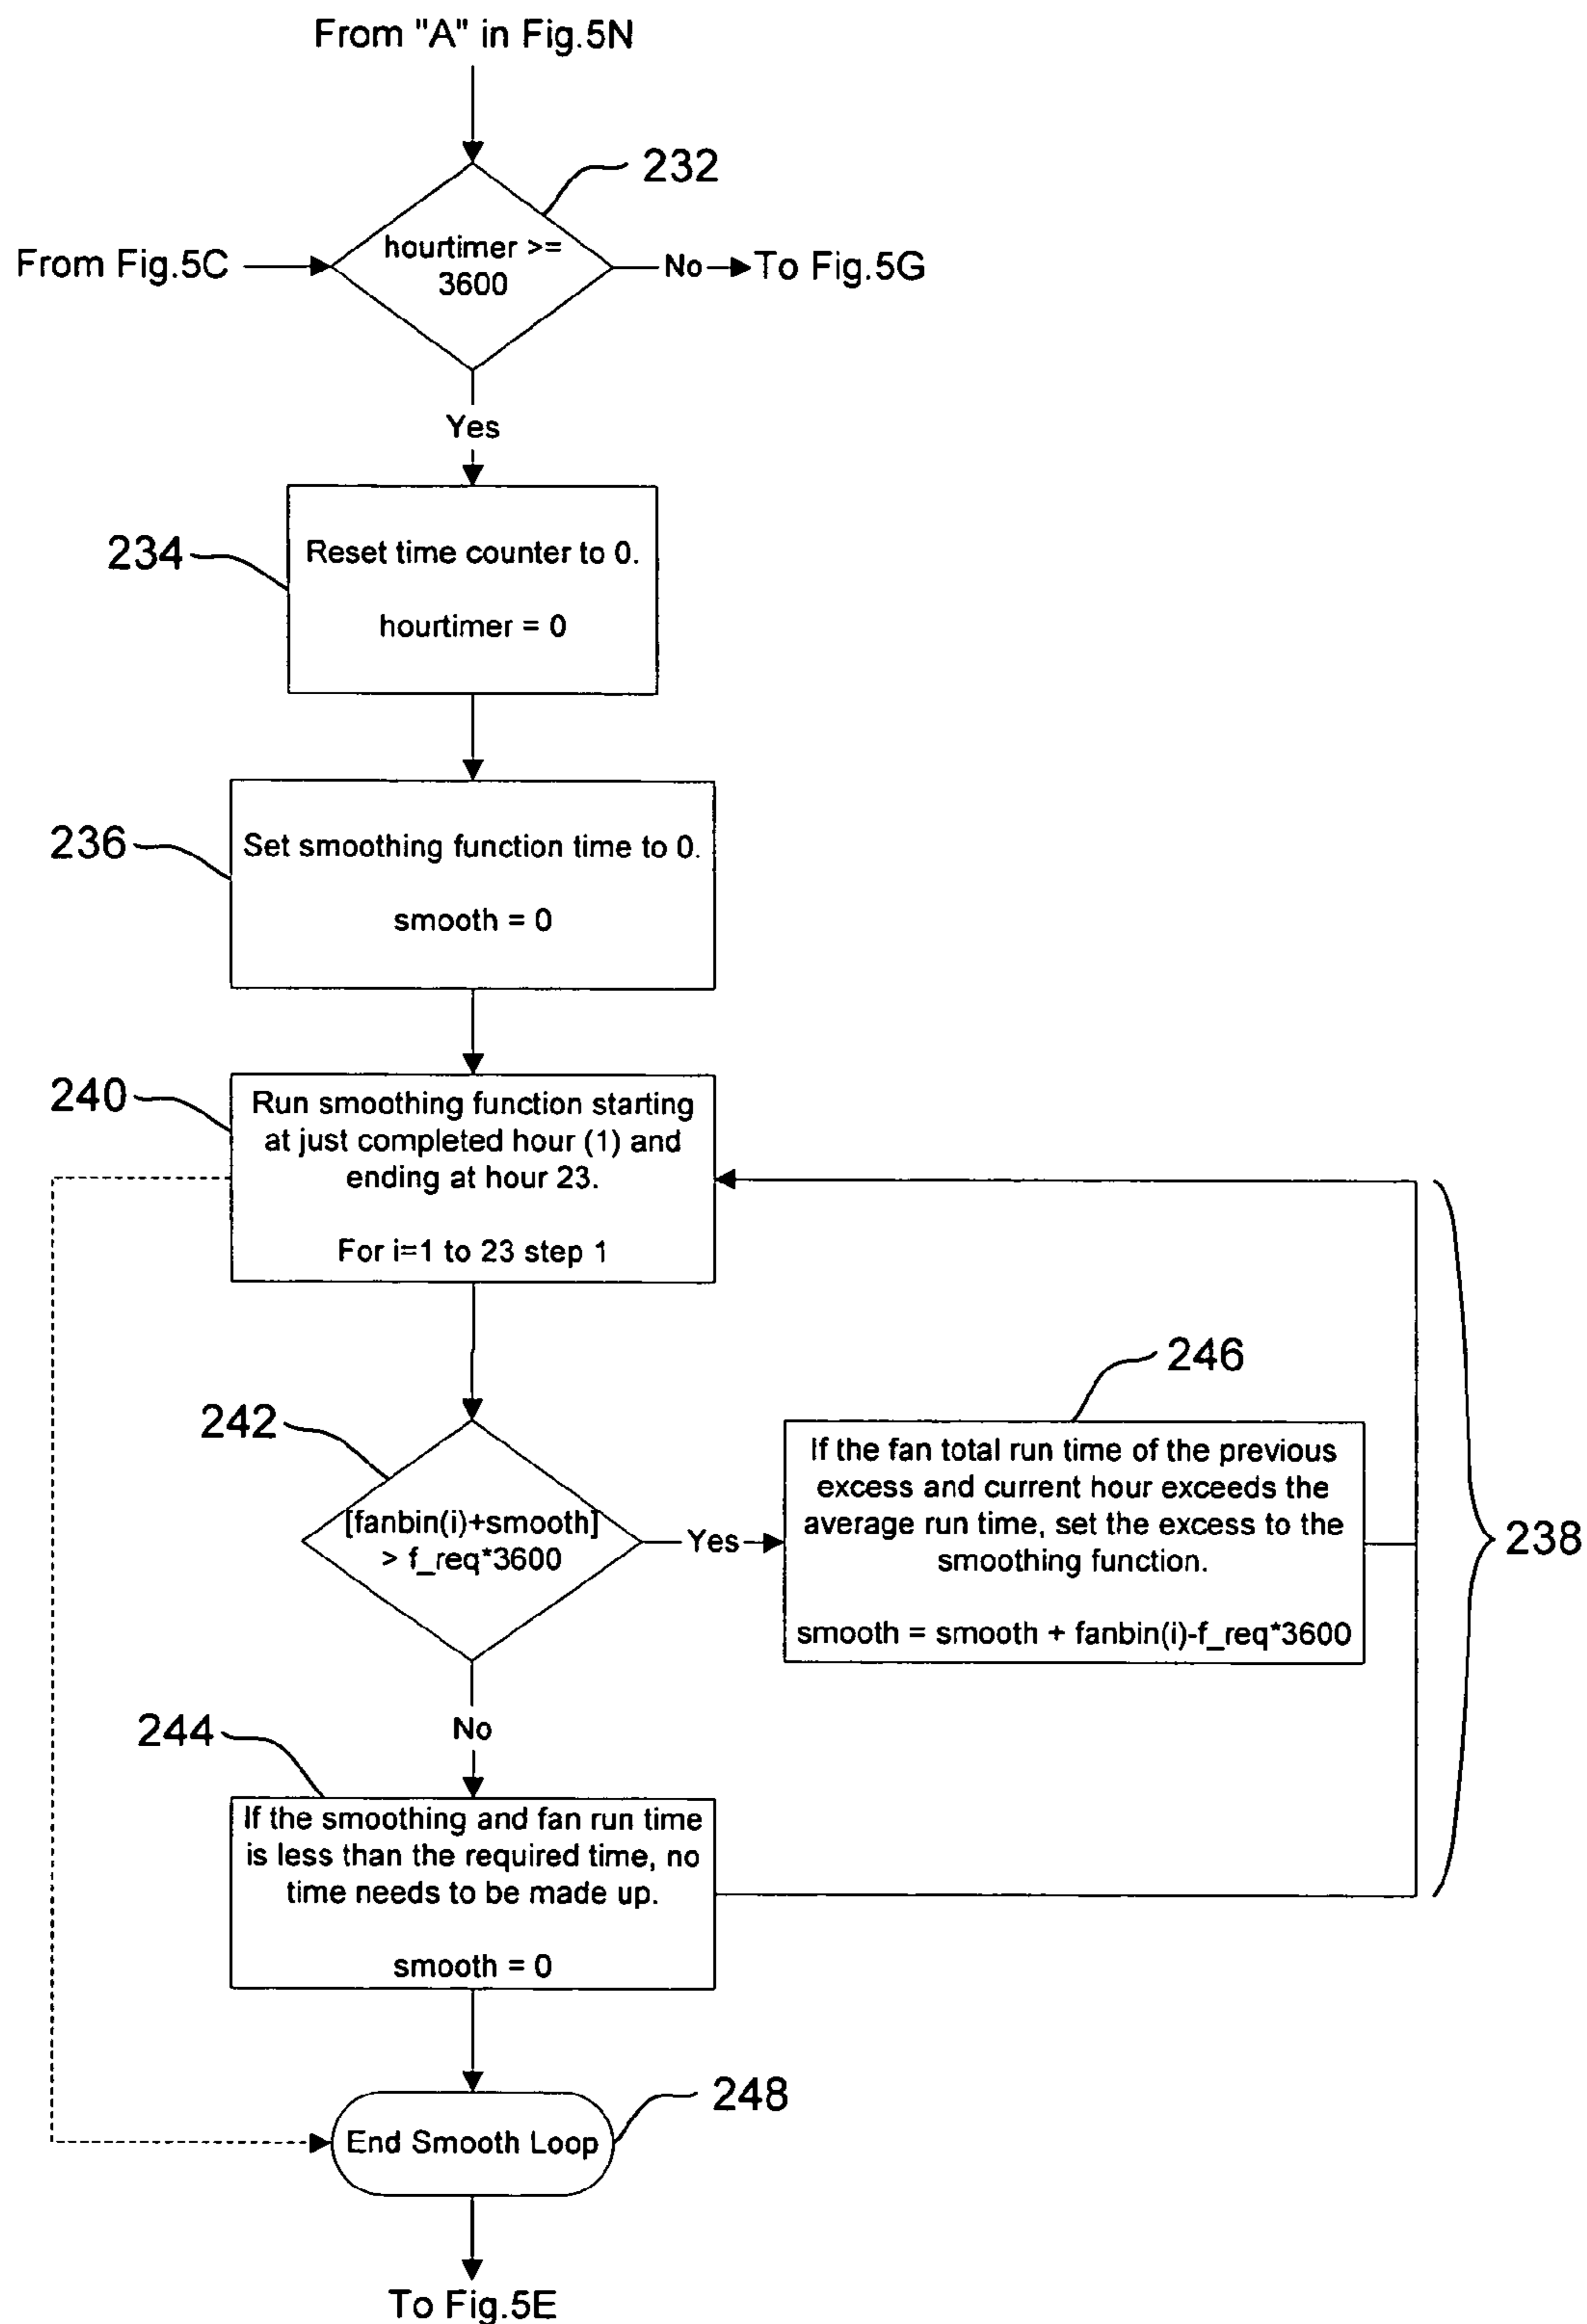 From "A" in Fig.5N
232
hourtimer >=
3600
From Fig.5C
No
To Fig.5G
Yes
234
Reset time counter to 0.
hourtimer = 0
236
Set smoothing function time to 0.
smooth = 0
240
Run smoothing function starting
at just completed hour (1) and
ending at hour 23.
For i=1 to 23 step 1
246
242
If the fan total run time of the previous
excess and current hour exceeds the
average run time, set the excess to the
smoothing function.
smooth = smooth + fanbin(i)-f_req*3600
[fanbin(i)+smooth]
> f_req*3600
Yes
238
No
244
If the smoothing and fan run time
is less than the required time, no
time needs to be made up.
smooth = 0
248
End Smooth Loop
To Fig.5E